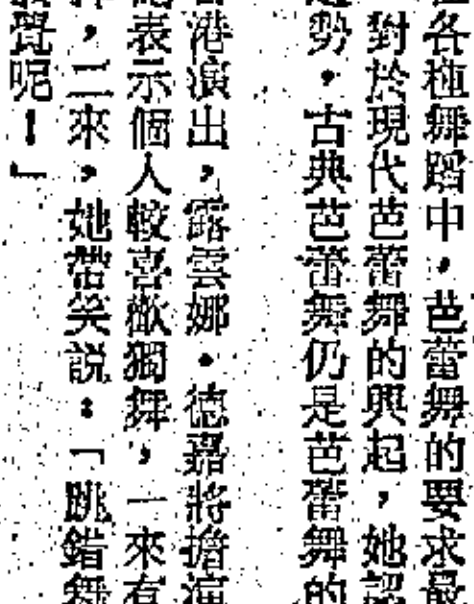 各種舞蹈中，芭蕾舞的要求最
對於現代芭蕾舞的興起，她認
勢。古典芭蕾舞仍是芭蕾舞的
港演出，露雲娜·德嘉將擔演
表示個人較喜歡獨舞，一來有
，二來，她帶笑説：「跳錯舞
覺呢！」